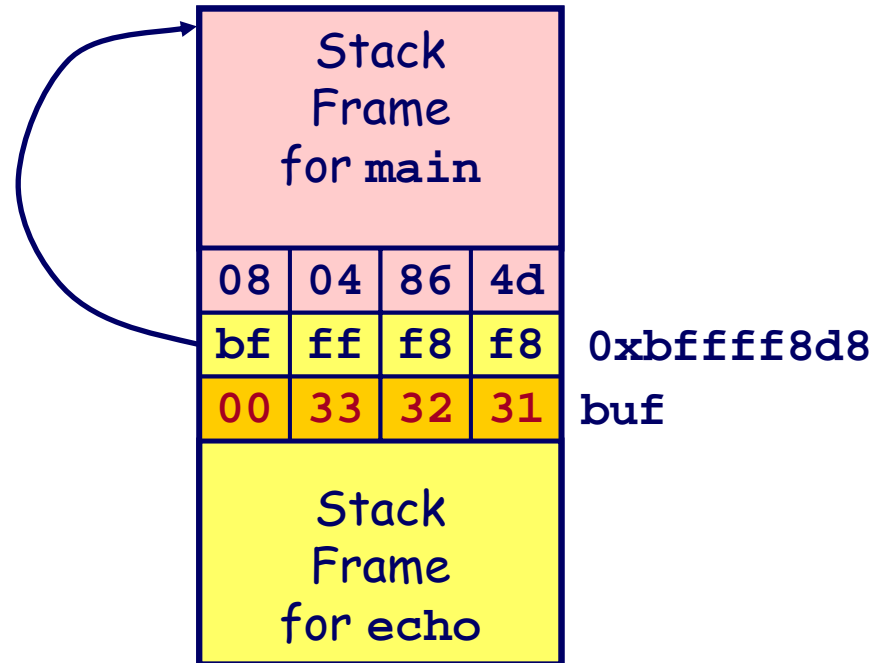 Stack
Frame
for main
08 04 86 4d
bf ff f8 f8 0xbffff8d8
00 33 32 31 buf
Stack
Frame
for echo